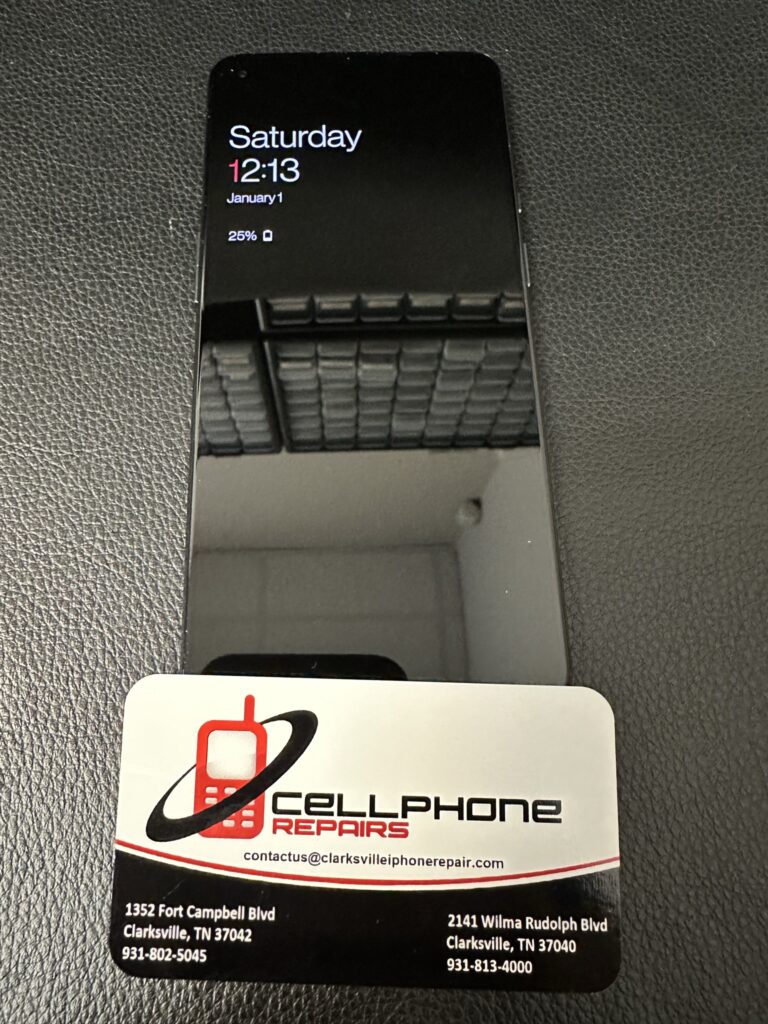 Saturday
12:13
January 1
25%
CELLPHONE
REPAIRS
contactus@clarksvilleiphonerepair.com
1352 Fort Campbell Blvd
Clarksville, TN 37042
931-802-5045
2141 Wilma Rudolph Blvd
Clarksville, TN 37040
931-813-4000